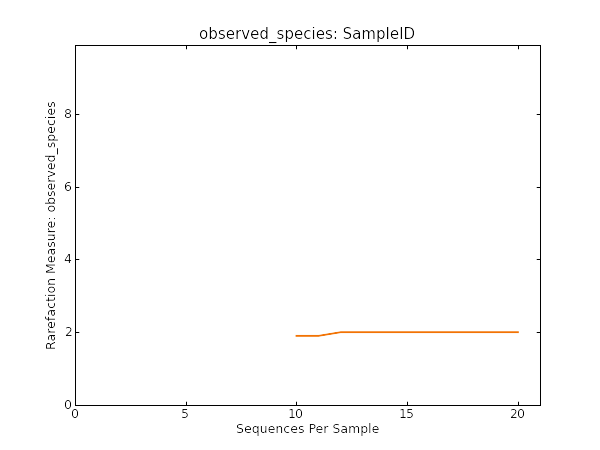 observed_species: SampleID
Rarefaction Measure: observed_species
8
6
4
2
0
0 5 10 15 20
Sequences Per Sample